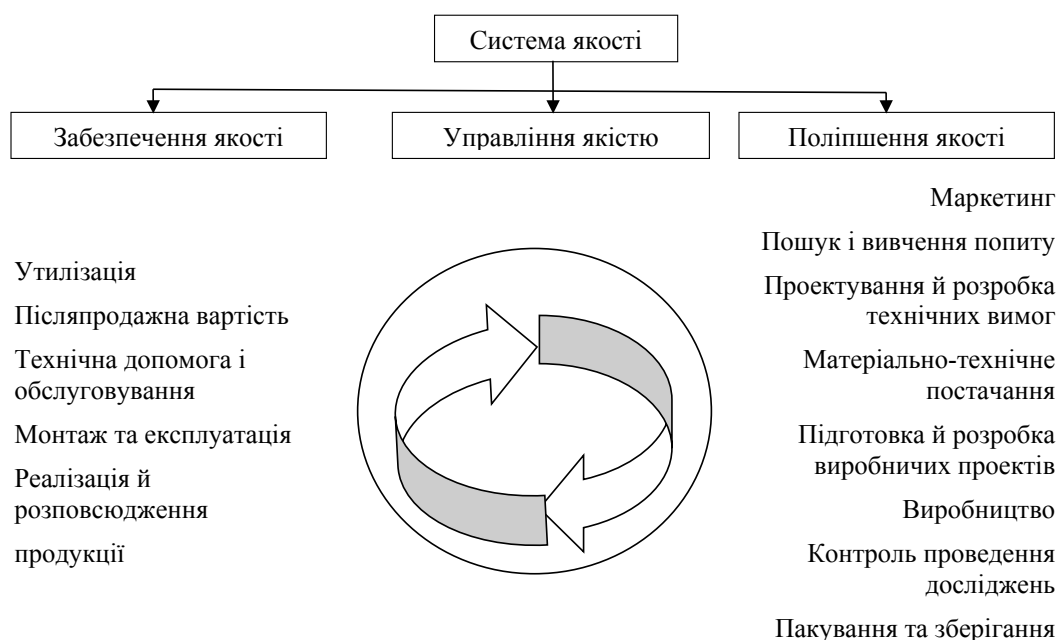 Система якості
Забезпечення якості
Управління якістю
Поліпшення якості
Маркетинг
Пошук і вивчення попиту
Проектування й розробка
технічних вимог
Матеріально-технічне
постачання
Підготовка й розробка
виробничих проектів
Виробництво
Контроль проведення
досліджень
Пакування та зберігання
Утилізація
Післяпродажна вартість
Технічна допомога і
обслуговування
Монтаж та експлуатація
Реалізація й
розповсюдження
продукції